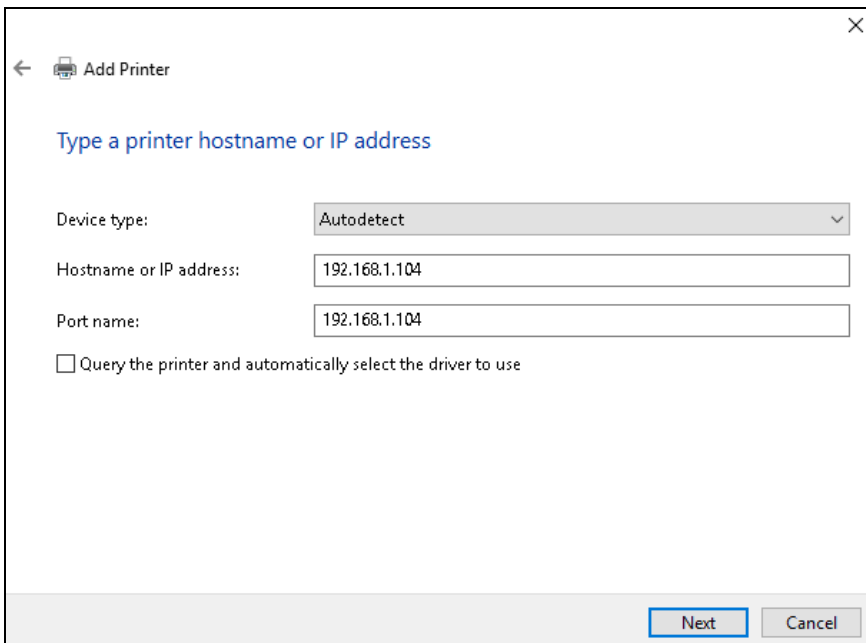 Add Printer
Type a printer hostname or IP address
Device type: Autodetect
Hostname or IP address: 192.168.1.104
Port name: 192.168.1.104
Query the printer and automatically select the driver to use
Next Cancel